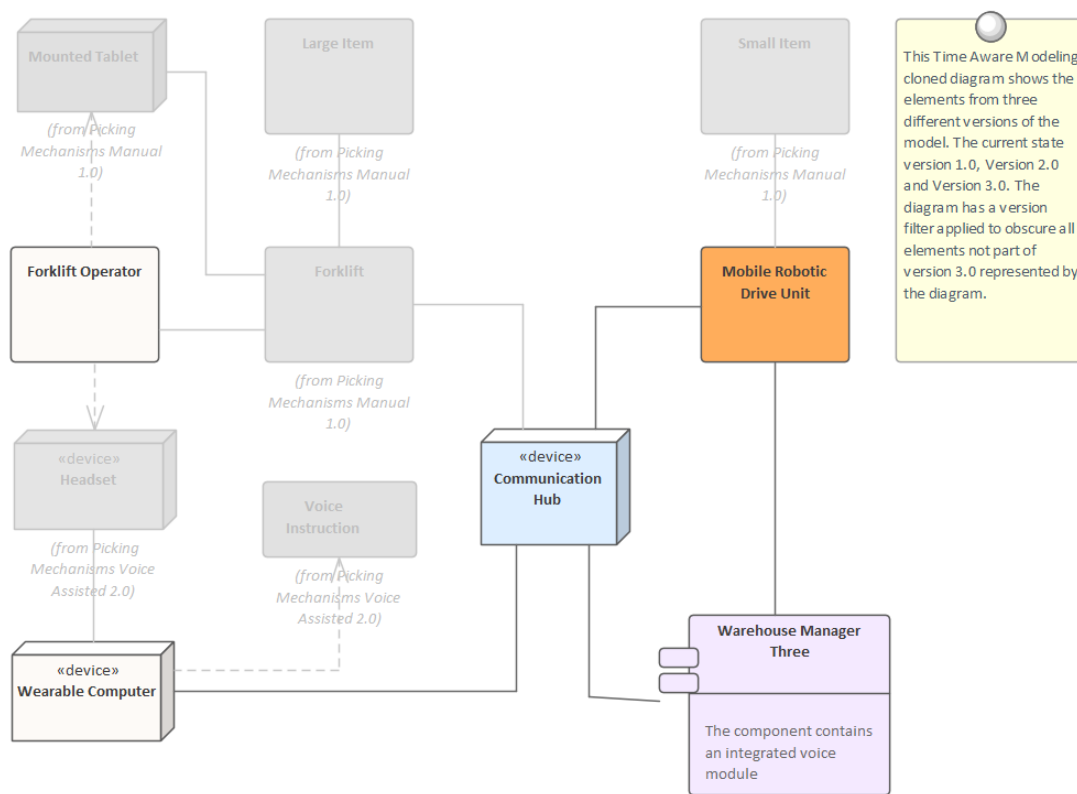 Mounted Tablet
(from Picking
Mechanisms Manual
1.0)
Large Item
(from Picking
Mechanisms Manual
1.0)
Small Item
(from Picking
Mechanisms Manual
1.0)
This Time Aware Modeling
cloned diagram shows the
elements from three
different versions of the
model. The current state
version 1.0, Version 2.0
and Version 3.0. The
diagram has a version
filter applied to obscure all
elements not part of
version 3.0 represented by
the diagram.
Forklift Operator
Forklift
(from Picking
Mechanisms Manual
1.0)
Mobile Robotic
Drive Unit
«device»
Headset
(from Picking
Mechanisms Voice
Assisted 2.0)
Voice
Instruction
(from Picking
Mechanisms Voice
Assisted 2.0)
«device»
Communication
Hub
«device»
Wearable Computer
Warehouse Manager
Three
The component contains
an integrated voice
module